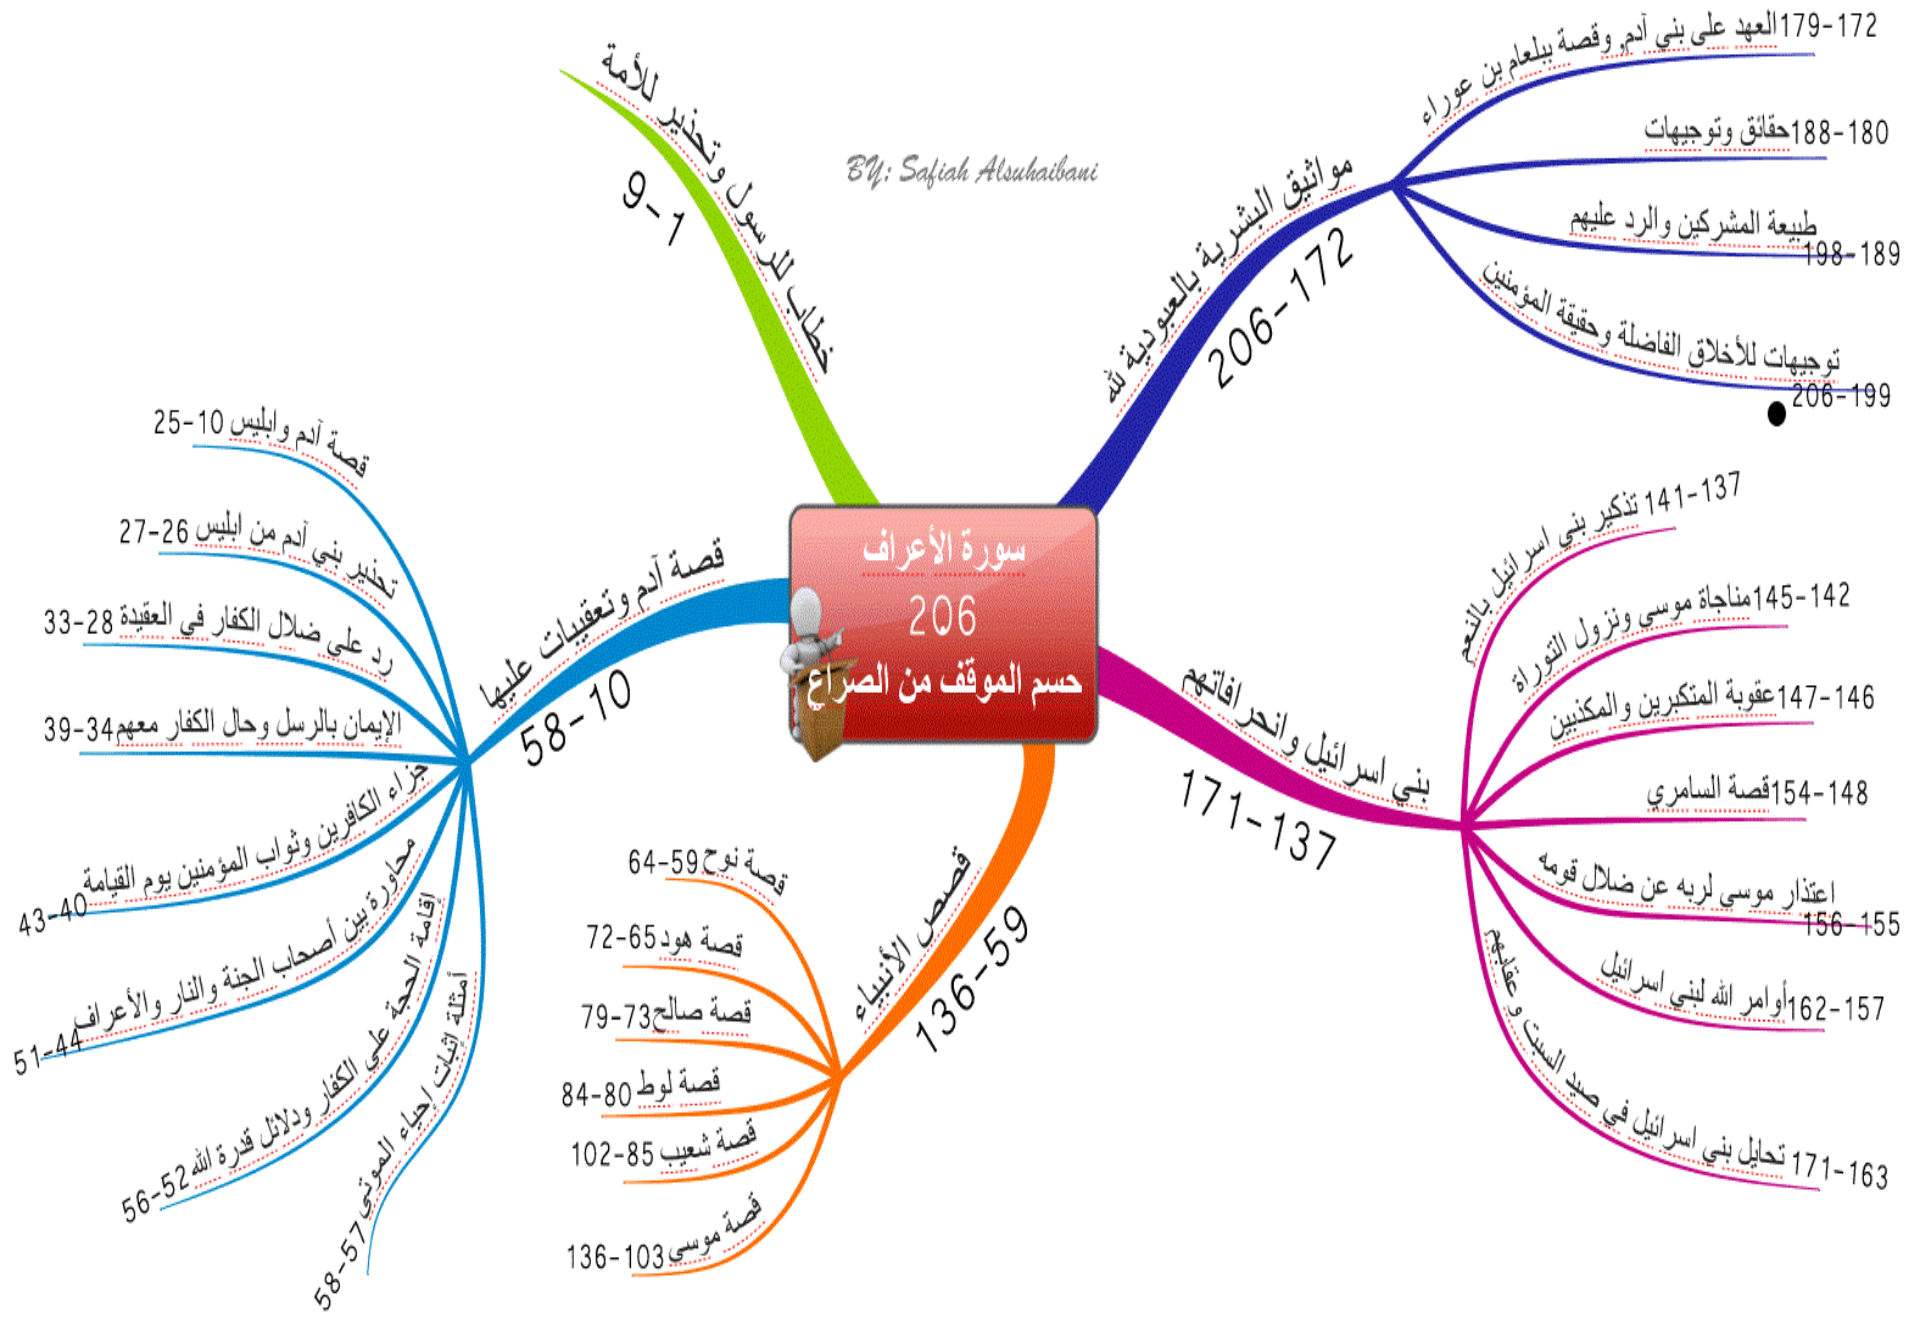 BY: Safiah Alsuhaibani
سورة الأعراف
206
حسم الموقف من الصراع
خطاب للرسول وتحذير للأمة
9-1
قصة آدم وتعقيبات عليها
58-10
قصة آدم وابليس 10-25
تحذير بني آدم من ابليس 26-27
رد على ضلال الكفار في العقيدة 28-33
الإيمان بالرسل وحال الكفار معهم 34-39
جزاء الكافرين وثواب المؤمنين يوم القيامة
43-40
محاورة بين أصحاب الجنة والنار والأعراف
51-44
إقامة الحجة على الكفار ودلائل قدرة الله 52-56
أمثلة إثبات إحياء الموتى 57-58
قصص الأنبياء
136-59
قصة نوح 59-64
قصة هود 65-72
قصة صالح 73-79
قصة لوط 80-84
قصة شعيب 85-102
قصة موسى 103-136
بني اسرائيل وانحرافاتهم
171-137
141-137 تذكير بني اسرائيل بالنعم
145-142 مناجاة موسى ونزول التوراة
147-146 عقوبة المتكبرين والمكذبين
154-148 قصة السامري
اعتذار موسى لربه عن ضلال قومه
156-155
162-157 أوامر الله لبني اسرائيل
171-163 تحايل بني اسرائيل في صيد السبت وعقابهم
مواثيق البشرية بالعبودية لله
206-172
179-172 العهد على بني آدم, وقصة ببلعام بن عوراء
188-180 حقائق وتوجيهات
طبيعة المشركين والرد عليهم
198-189
توجيهات للأخلاق الفاضلة وحقيقة المؤمنين
206-199